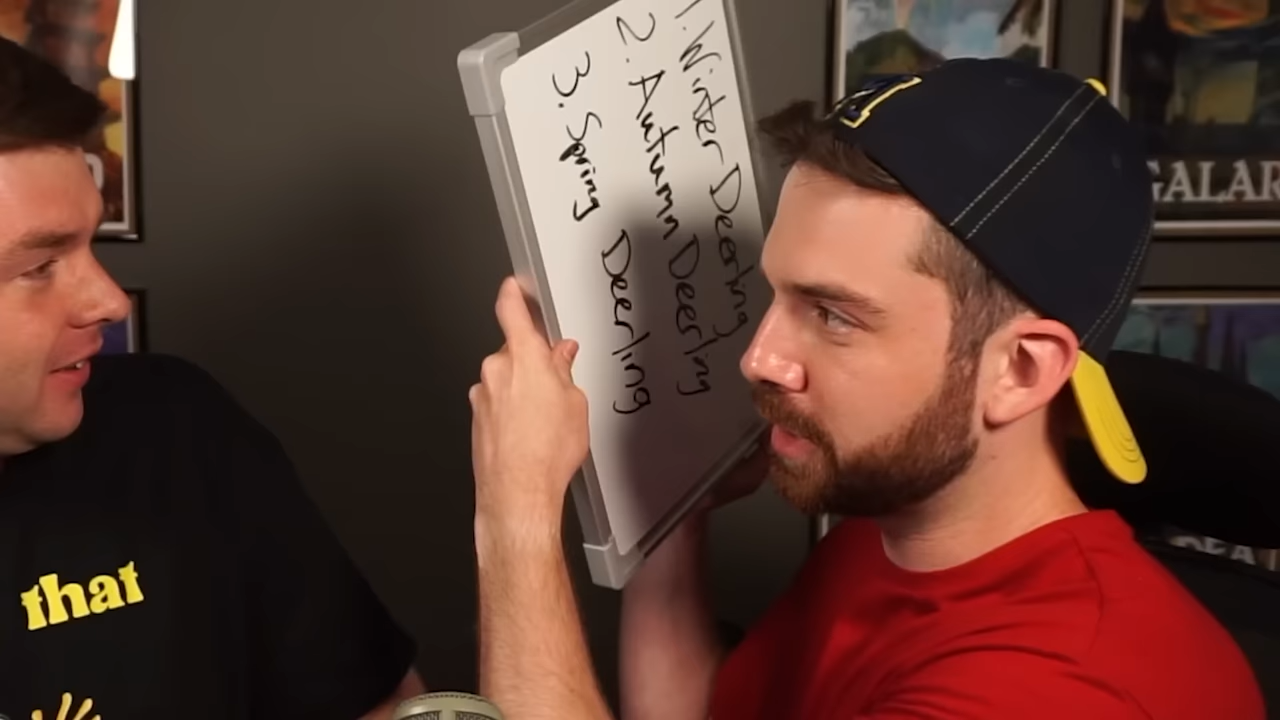 1. Winter Deerling
2. Autumn Deerling
3. Spring Deerling
that
GALAR